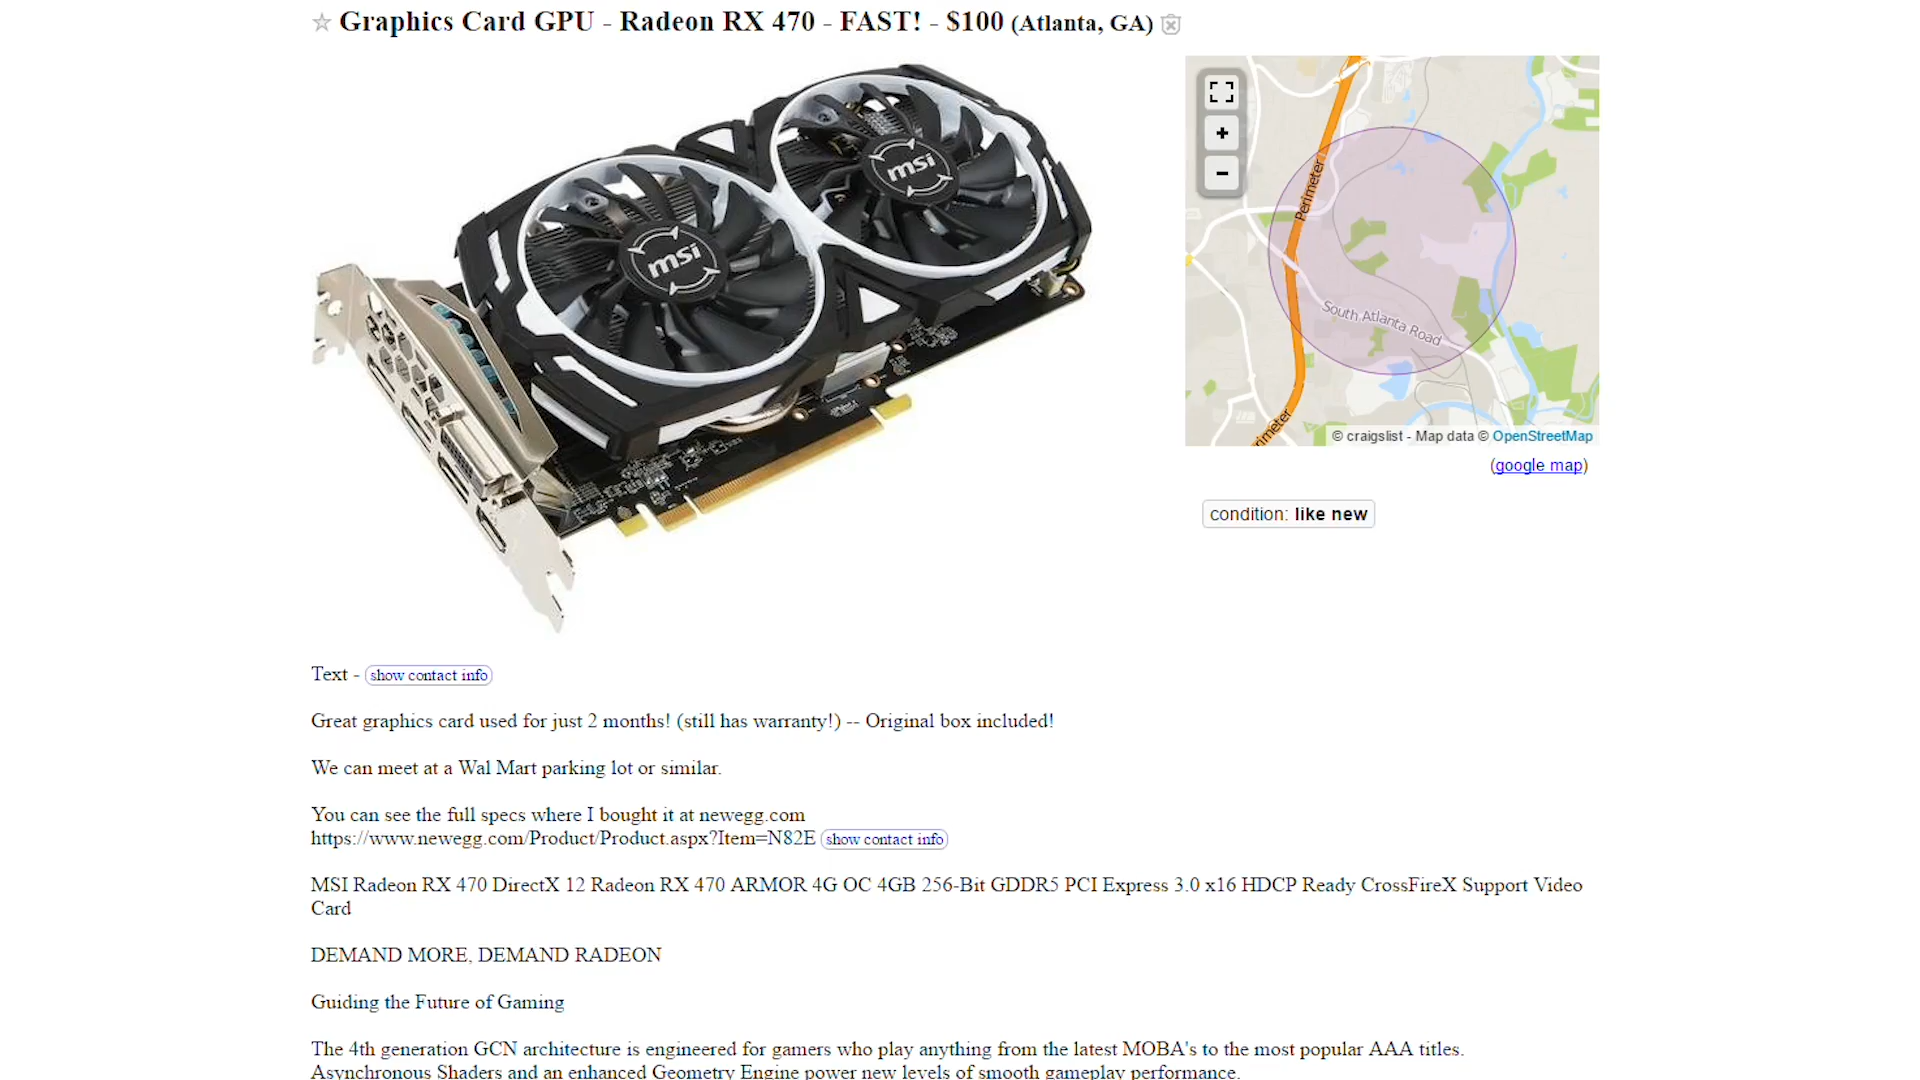 ☆ Graphics Card GPU - Radeon RX 470 - FAST! - $100 (Atlanta, GA)
msi
msi
+
−
Perimeter
South Atlanta Road
rimeter
© craigslist - Map data © OpenStreetMap
(google map)
condition: like new
Text - show contact info
Great graphics card used for just 2 months! (still has warranty!) -- Original box included!
We can meet at a Wal Mart parking lot or similar.
You can see the full specs where I bought it at newegg.com
https://www.newegg.com/Product/Product.aspx?Item=N82E show contact info
MSI Radeon RX 470 DirectX 12 Radeon RX 470 ARMOR 4G OC 4GB 256-Bit GDDR5 PCI Express 3.0 x16 HDCP Ready CrossFireX Support Video
Card
DEMAND MORE, DEMAND RADEON
Guiding the Future of Gaming
The 4th generation GCN architecture is engineered for gamers who play anything from the latest MOBA's to the most popular AAA titles.
Asynchronous Shaders and an enhanced Geometry Engine power new levels of smooth gameplay performance.